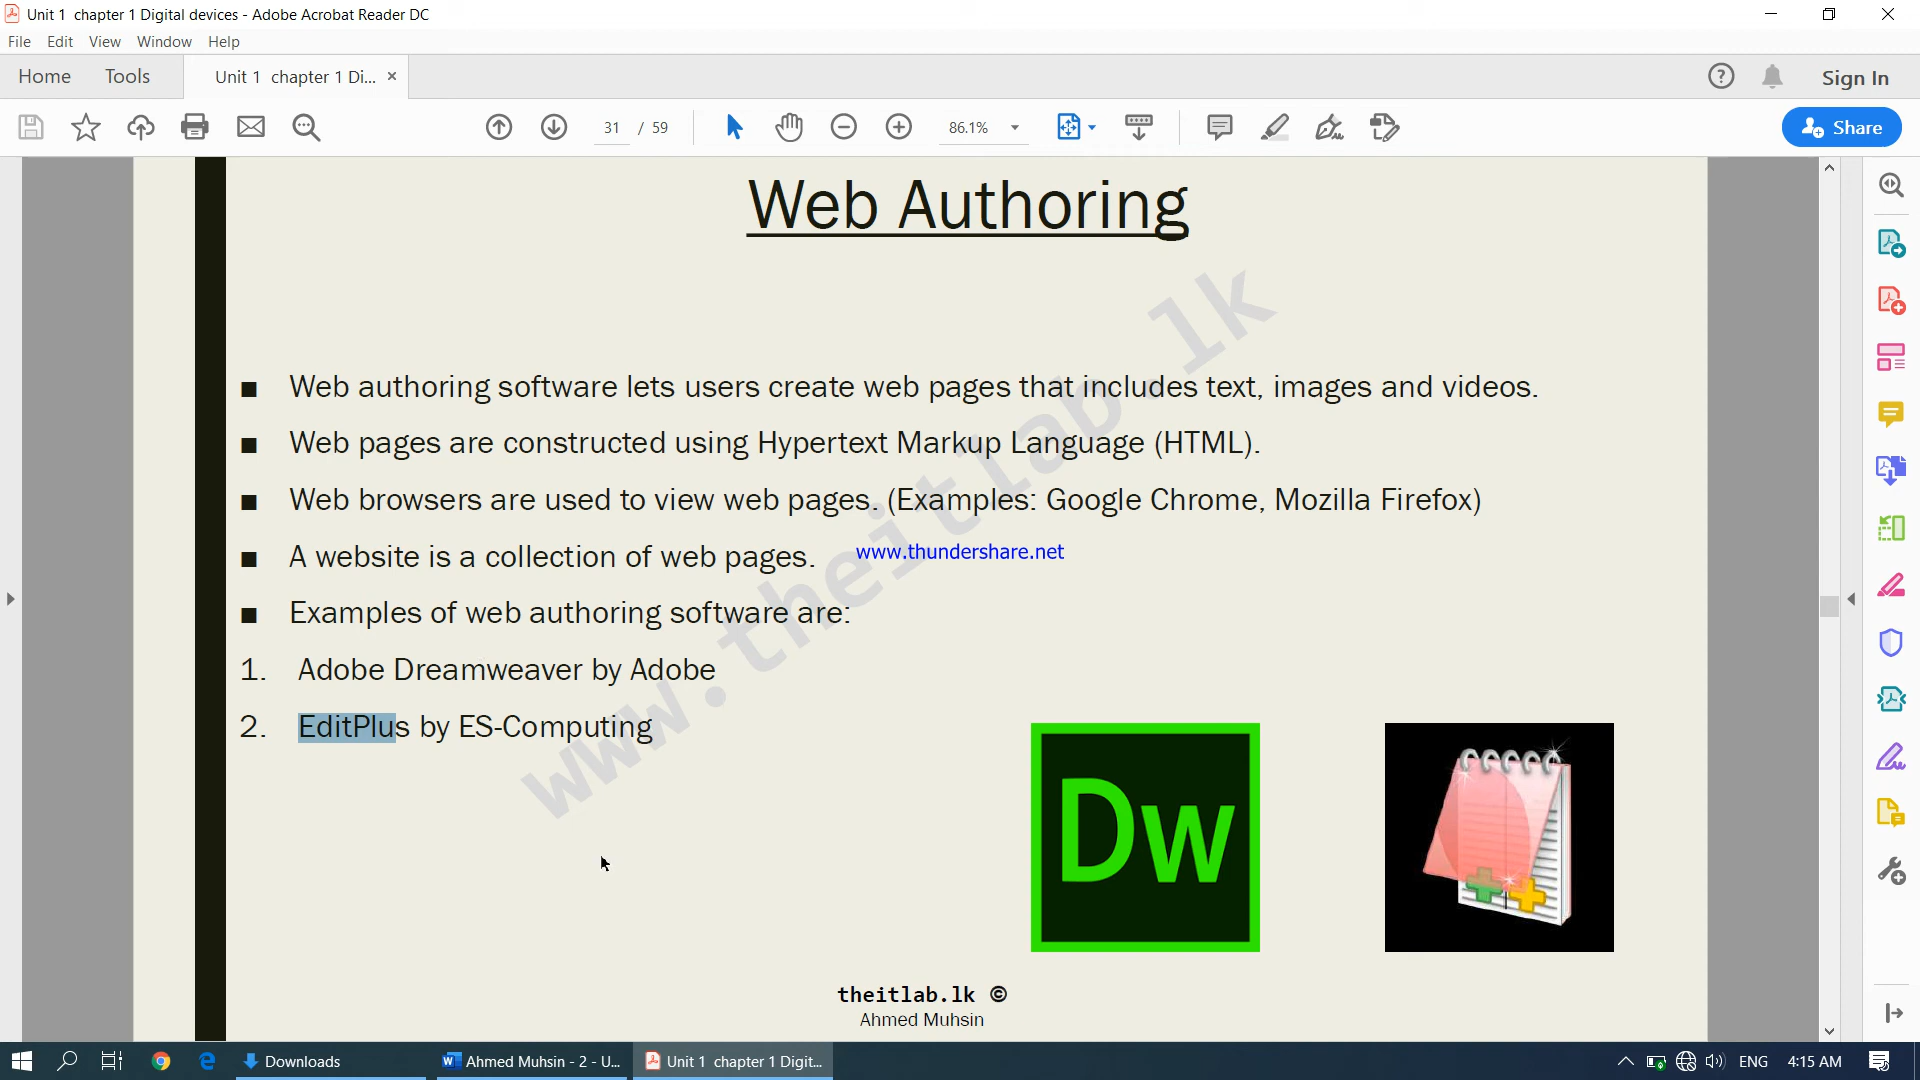 Unit 1  chapter 1 Digital devices - Adobe Acrobat Reader DC
File Edit View Window Help
Home Tools Unit 1  chapter 1 Di... × Sign In
31 / 59 86.1% Share
Web Authoring
■ Web authoring software lets users create web pages that includes text, images and videos.
■ Web pages are constructed using Hypertext Markup Language (HTML).
■ Web browsers are used to view web pages. (Examples: Google Chrome, Mozilla Firefox)
■ A website is a collection of web pages.
www.thundershare.net
■ Examples of web authoring software are:
1. Adobe Dreamweaver by Adobe
2. EditPlus by ES-Computing
www.theitlab.lk
Dw
theitlab.lk ©
Ahmed Muhsin
Downloads Ahmed Muhsin - 2 - U... Unit 1  chapter 1 Digit... ENG 4:15 AM